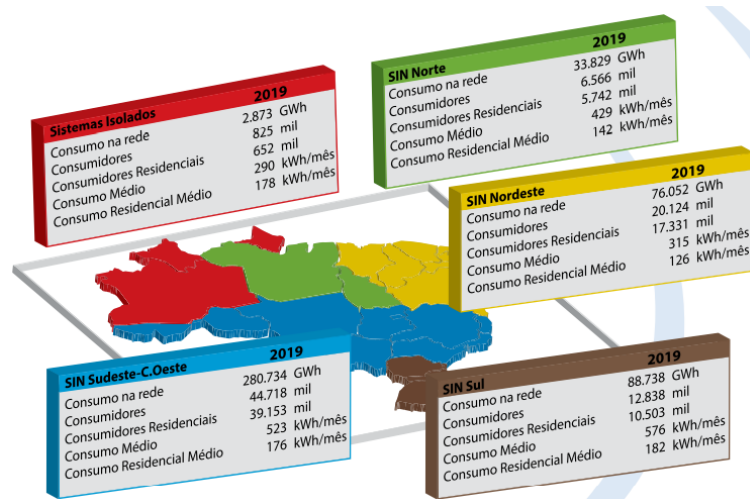 Sistemas Isolados 2019
Consumo na rede 2.873 GWh
Consumidores 825 mil
Consumidores Residenciais 652 mil
Consumo Médio 290 kWh/mês
Consumo Residencial Médio 178 kWh/mês
SIN Norte 2019
Consumo na rede 33.829 GWh
Consumidores 6.566 mil
Consumidores Residenciais 5.742 mil
Consumo Médio 429 kWh/mês
Consumo Residencial Médio 142 kWh/mês
SIN Nordeste 2019
Consumo na rede 76.052 GWh
Consumidores 20.124 mil
Consumidores Residenciais 17.331 mil
Consumo Médio 315 kWh/mês
Consumo Residencial Médio 126 kWh/mês
SIN Sudeste-C.Oeste 2019
Consumo na rede 280.734 GWh
Consumidores 44.718 mil
Consumidores Residenciais 39.153 mil
Consumo Médio 523 kWh/mês
Consumo Residencial Médio 176 kWh/mês
SIN Sul 2019
Consumo na rede 88.738 GWh
Consumidores 12.838 mil
Consumidores Residenciais 10.503 mil
Consumo Médio 576 kWh/mês
Consumo Residencial Médio 182 kWh/mês